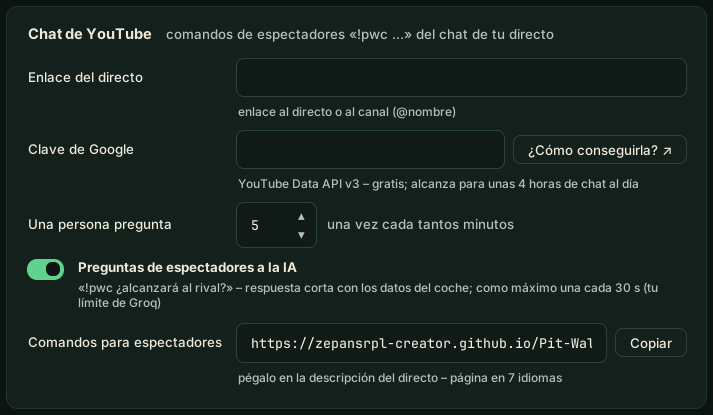 Chat de YouTube comandos de espectadores «!pwc ...» del chat de tu directo
Enlace del directo
enlace al directo o al canal (@nombre)
Clave de Google
¿Cómo conseguirla? ↗
YouTube Data API v3 – gratis; alcanza para unas 4 horas de chat al día
Una persona pregunta 5 una vez cada tantos minutos
Preguntas de espectadores a la IA
«!pwc ¿alcanzará al rival?» – respuesta corta con los datos del coche; como máximo una cada 30 s (tu
límite de Groq)
Comandos para espectadores https://zepansrpl-creator.github.io/Pit-Wal Copiar
pégalo en la descripción del directo – página en 7 idiomas